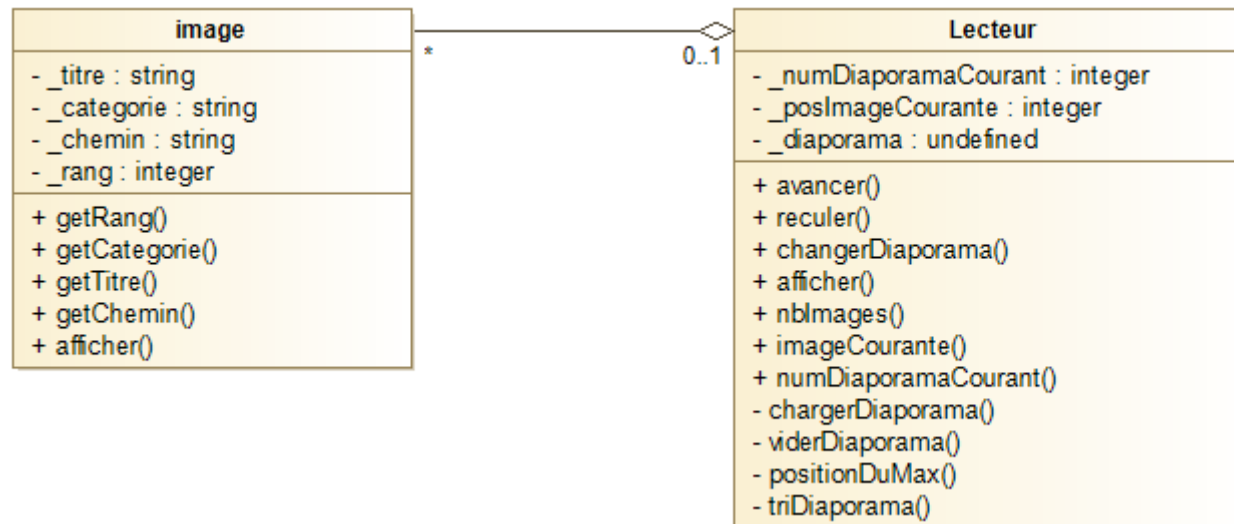 image
- _titre : string
- _categorie : string
- _chemin : string
- _rang : integer
+ getRang()
+ getCategorie()
+ getTitre()
+ getChemin()
+ afficher()
*
0..1
Lecteur
- _numDiaporamaCourant : integer
- _posImageCourante : integer
- _diaporama : undefined
+ avancer()
+ reculer()
+ changerDiaporama()
+ afficher()
+ nbImages()
+ imageCourante()
+ numDiaporamaCourant()
- chargerDiaporama()
- viderDiaporama()
- positionDuMax()
- triDiaporama()